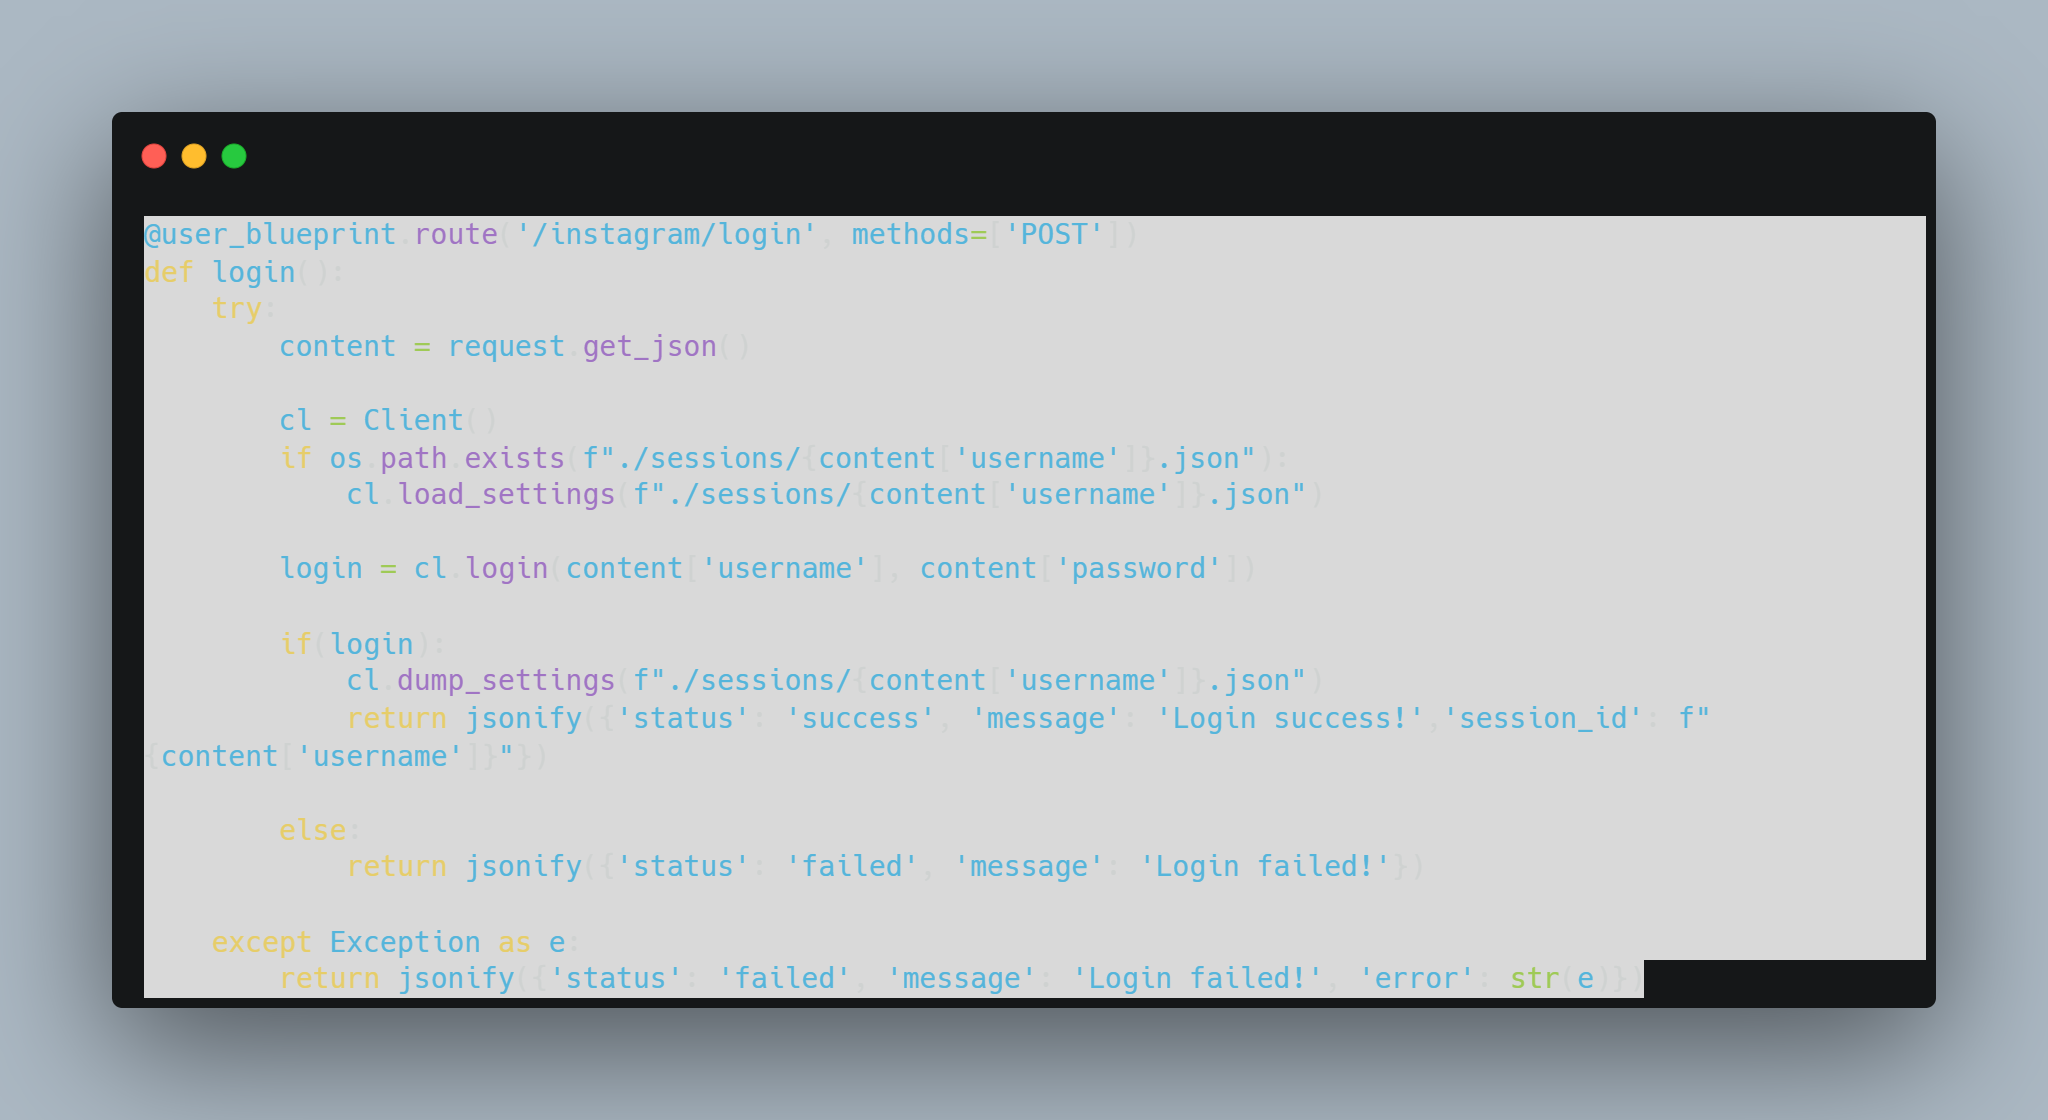 @user_blueprint.route('/instagram/login', methods=['POST'])
def login():
    try:
        content = request.get_json()

        cl = Client()
        if os.path.exists(f"./sessions/{content['username']}.json"):
            cl.load_settings(f"./sessions/{content['username']}.json")

        login = cl.login(content['username'], content['password'])

        if(login):
            cl.dump_settings(f"./sessions/{content['username']}.json")
            return jsonify({'status': 'success', 'message': 'Login success!','session_id': f"
{content['username']}"})

        else:
            return jsonify({'status': 'failed', 'message': 'Login failed!'})

    except Exception as e:
        return jsonify({'status': 'failed', 'message': 'Login failed!', 'error': str(e)})